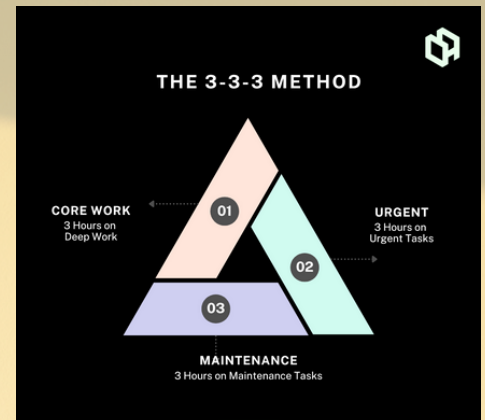 THE 3-3-3 METHOD
01
CORE WORK
3 Hours on
Deep Work
02
URGENT
3 Hours on
Urgent Tasks
03
MAINTENANCE
3 Hours on Maintenance Tasks